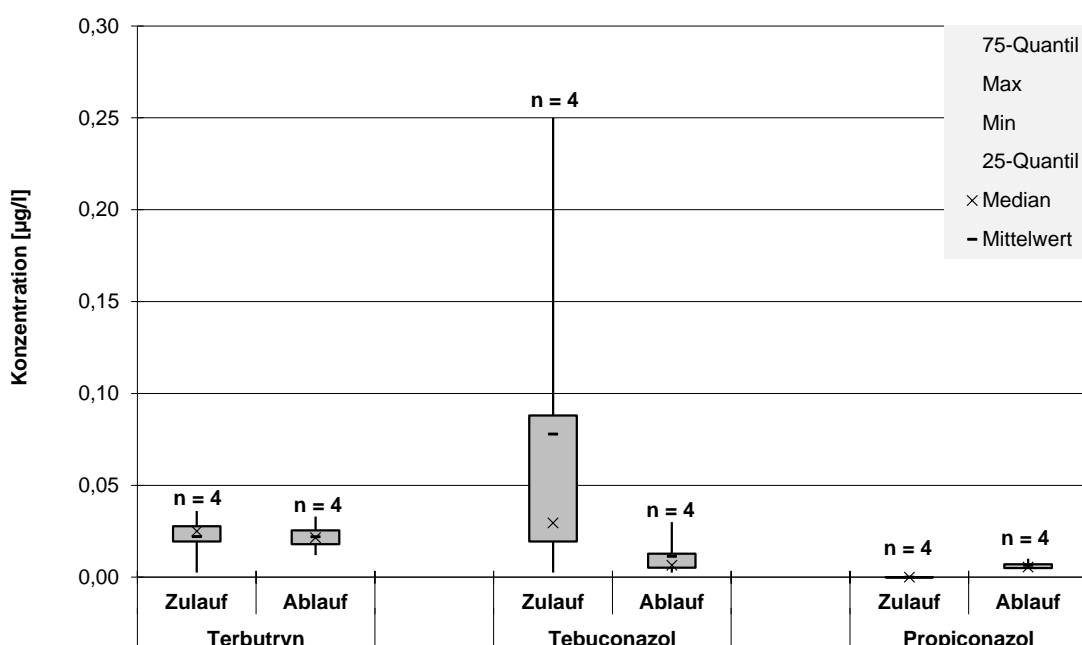 0,30
0,25
0,20
0,15
0,10
0,05
0,00
Konzentration [µg/l]
75-Quantil
Max
Min
25-Quantil
× Median
– Mittelwert
n = 4
n = 4
n = 4
n = 4
n = 4
n = 4
Zulauf Ablauf Zulauf Ablauf Zulauf Ablauf
Terbutryn Tebuconazol Propiconazol